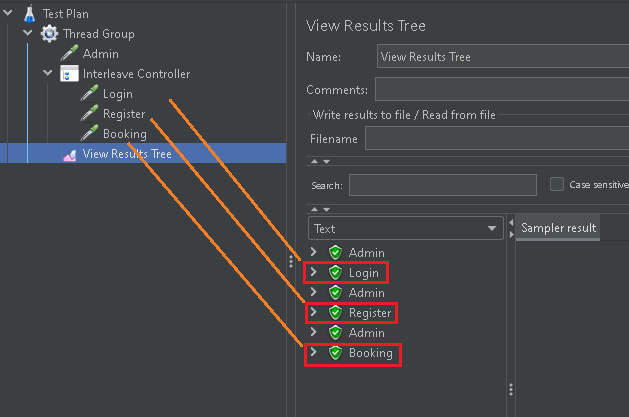 Test Plan
Thread Group
Admin
Interleave Controller
Login
Register
Booking
View Results Tree
View Results Tree
Name: View Results Tree
Comments:
Write results to file / Read from file
Filename
Search: Case sensitive
Text
Sampler result
Admin
Login
Admin
Register
Admin
Booking